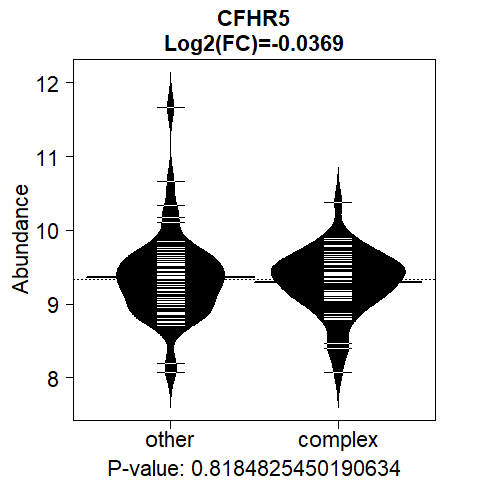 CFHR5
Log2(FC)=-0.0369
Abundance
12
11
10
9
8
other complex
P-value: 0.8184825450190634